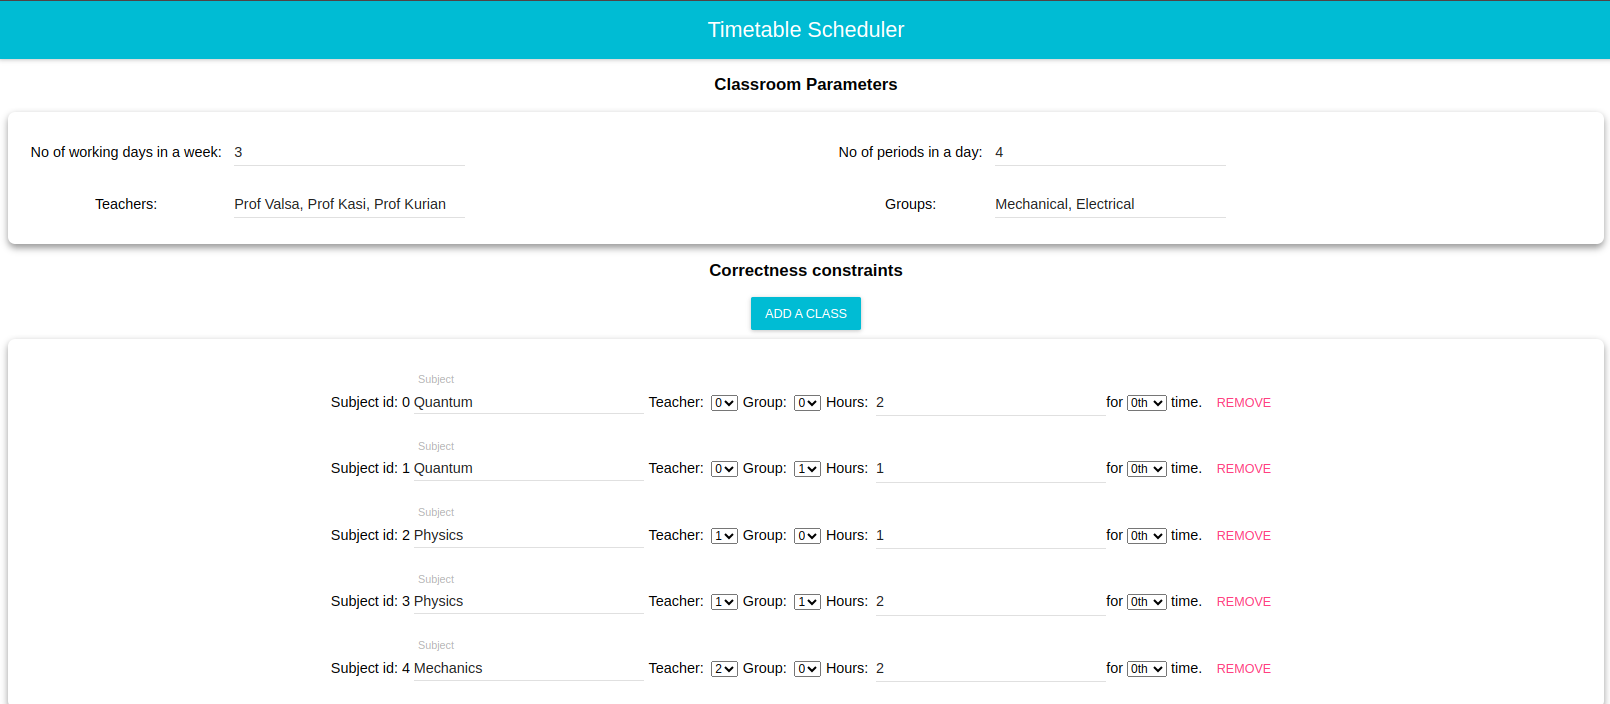 Timetable Scheduler
Classroom Parameters
No of working days in a week: 3 No of periods in a day: 4
Teachers: Prof Valsa, Prof Kasi, Prof Kurian Groups: Mechanical, Electrical
Correctness constraints
ADD A CLASS
Subject
Subject id: 0 Quantum Teacher: 0 Group: 0 Hours: 2 for 0th time. REMOVE
Subject
Subject id: 1 Quantum Teacher: 0 Group: 1 Hours: 1 for 0th time. REMOVE
Subject
Subject id: 2 Physics Teacher: 1 Group: 0 Hours: 1 for 0th time. REMOVE
Subject
Subject id: 3 Physics Teacher: 1 Group: 1 Hours: 2 for 0th time. REMOVE
Subject
Subject id: 4 Mechanics Teacher: 2 Group: 0 Hours: 2 for 0th time. REMOVE